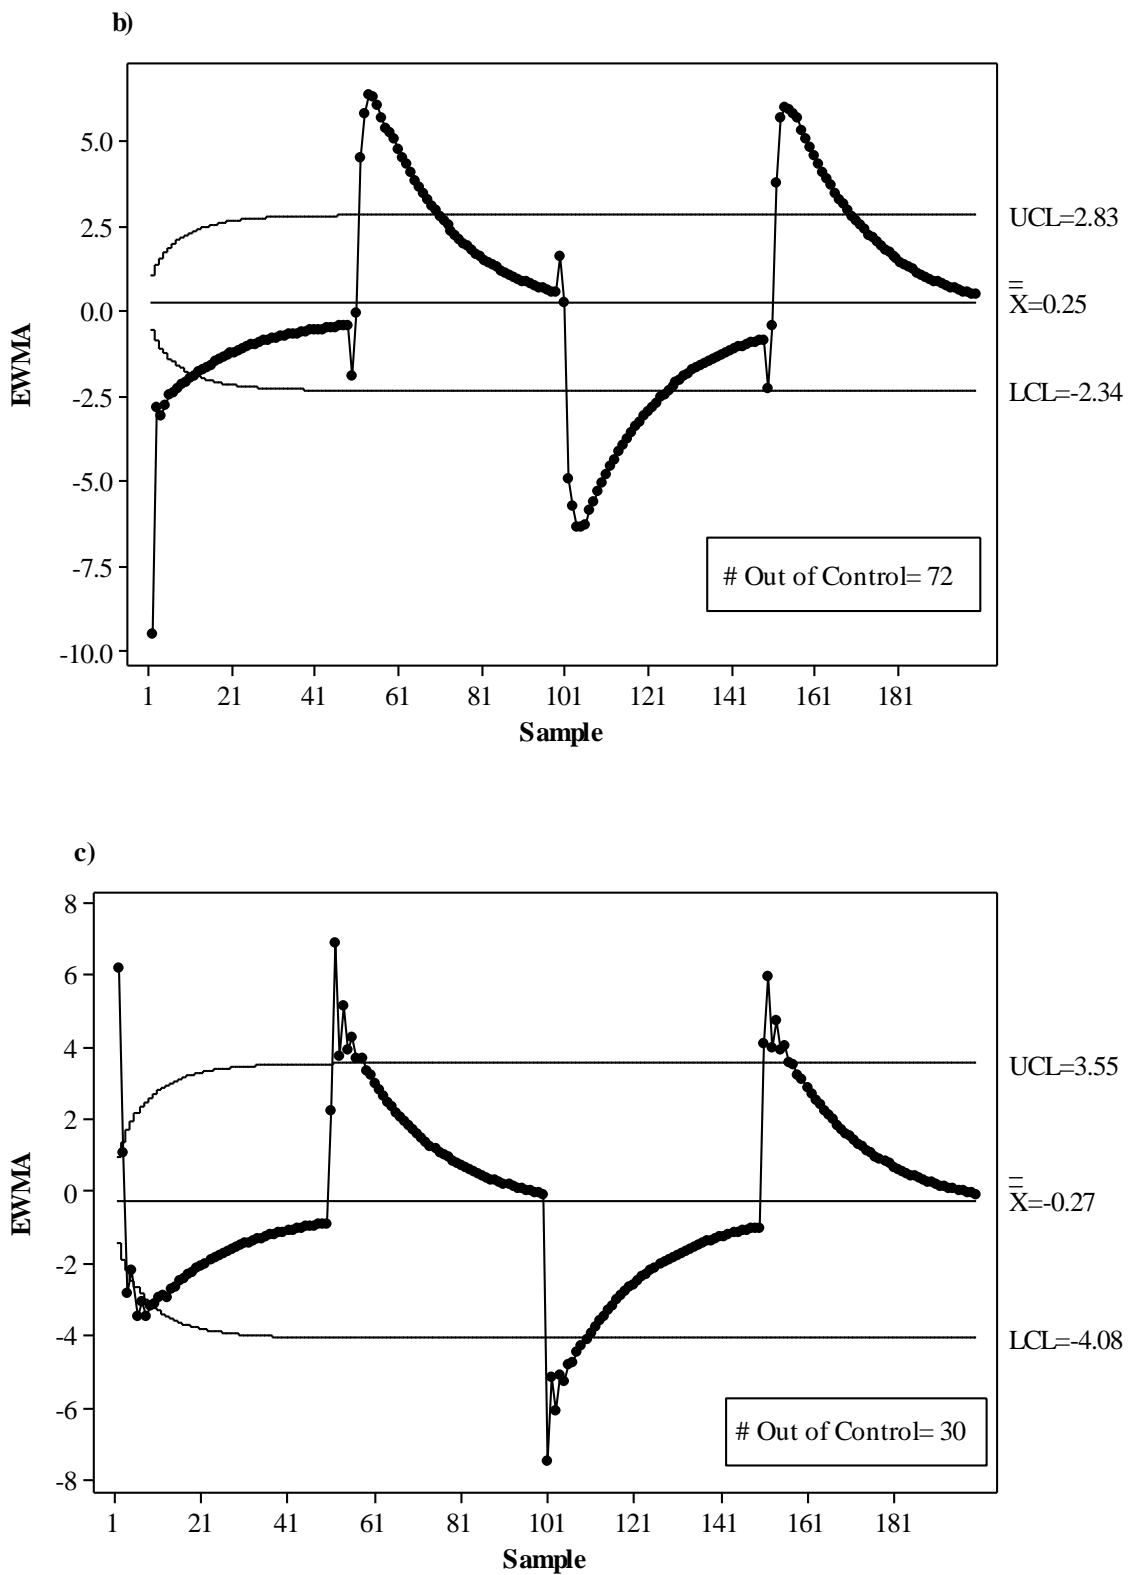 b)
5.0
2.5
0.0
-2.5
-5.0
-7.5
-10.0
EWMA
UCL=2.83
X=0.25
LCL=-2.34
# Out of Control= 72
1 21 41 61 81 101 121 141 161 181
Sample
c)
8
6
4
2
0
-2
-4
-6
-8
EWMA
UCL=3.55
X=-0.27
LCL=-4.08
# Out of Control= 30
1 21 41 61 81 101 121 141 161 181
Sample